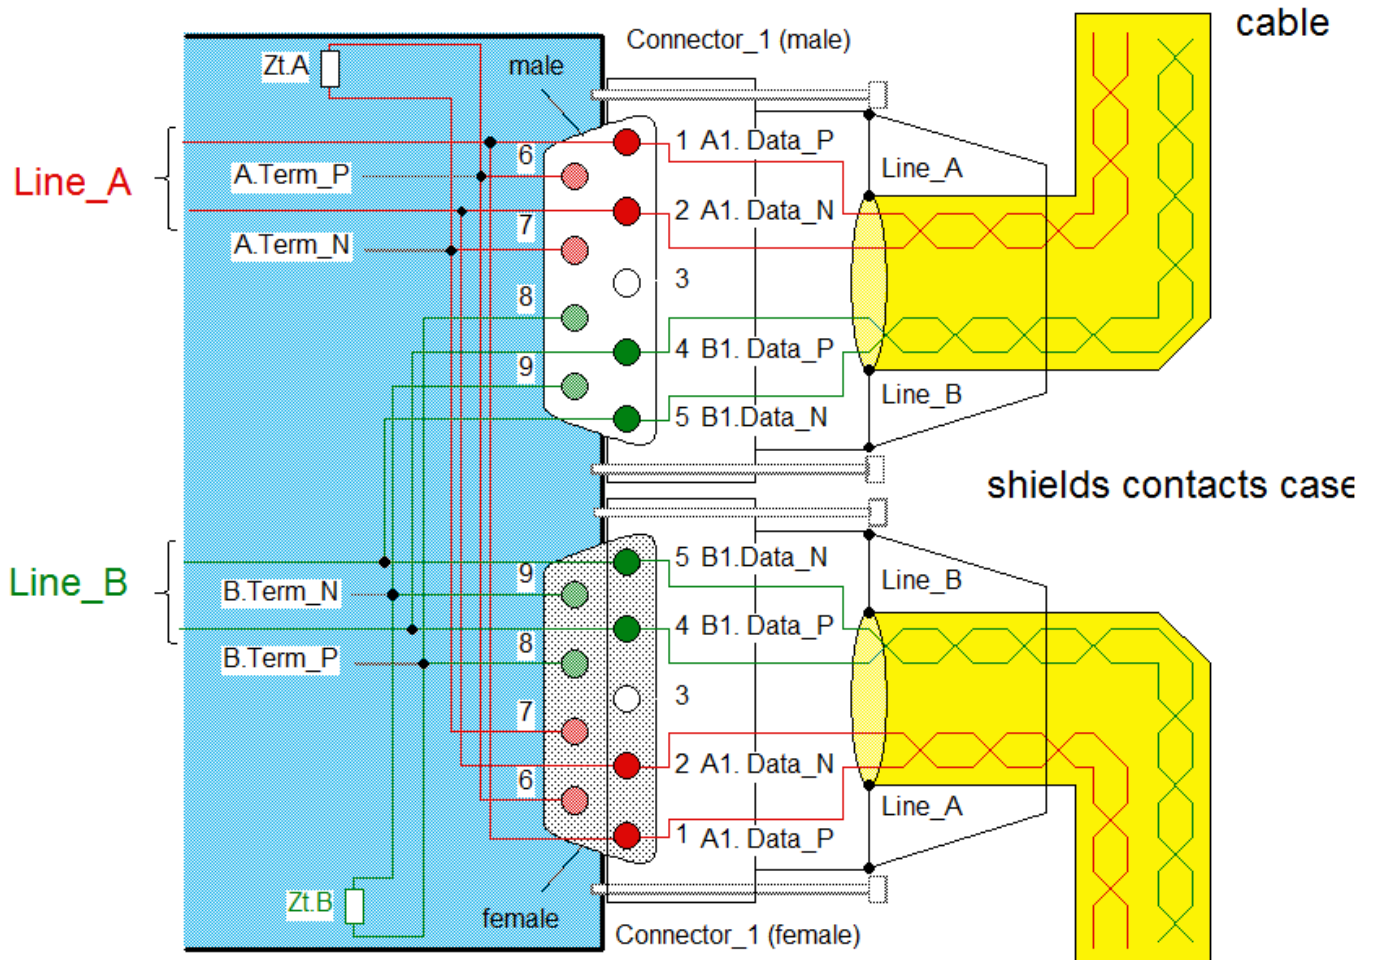 cable
Connector_1 (male)
Zt.A
male
1 A1. Data_P
6
Line_A
A.Term_P
Line_A
2 A1. Data_N
7
A.Term_N
3
8
4 B1. Data_P
9
Line_B
5 B1.Data_N
shields contacts case
5 B1.Data_N
9
Line_B
Line_B
B.Term_N
4 B1. Data_P
8
B.Term_P
3
7
2 A1. Data_N
6
Line_A
1 A1. Data_P
Zt.B
female
Connector_1 (female)